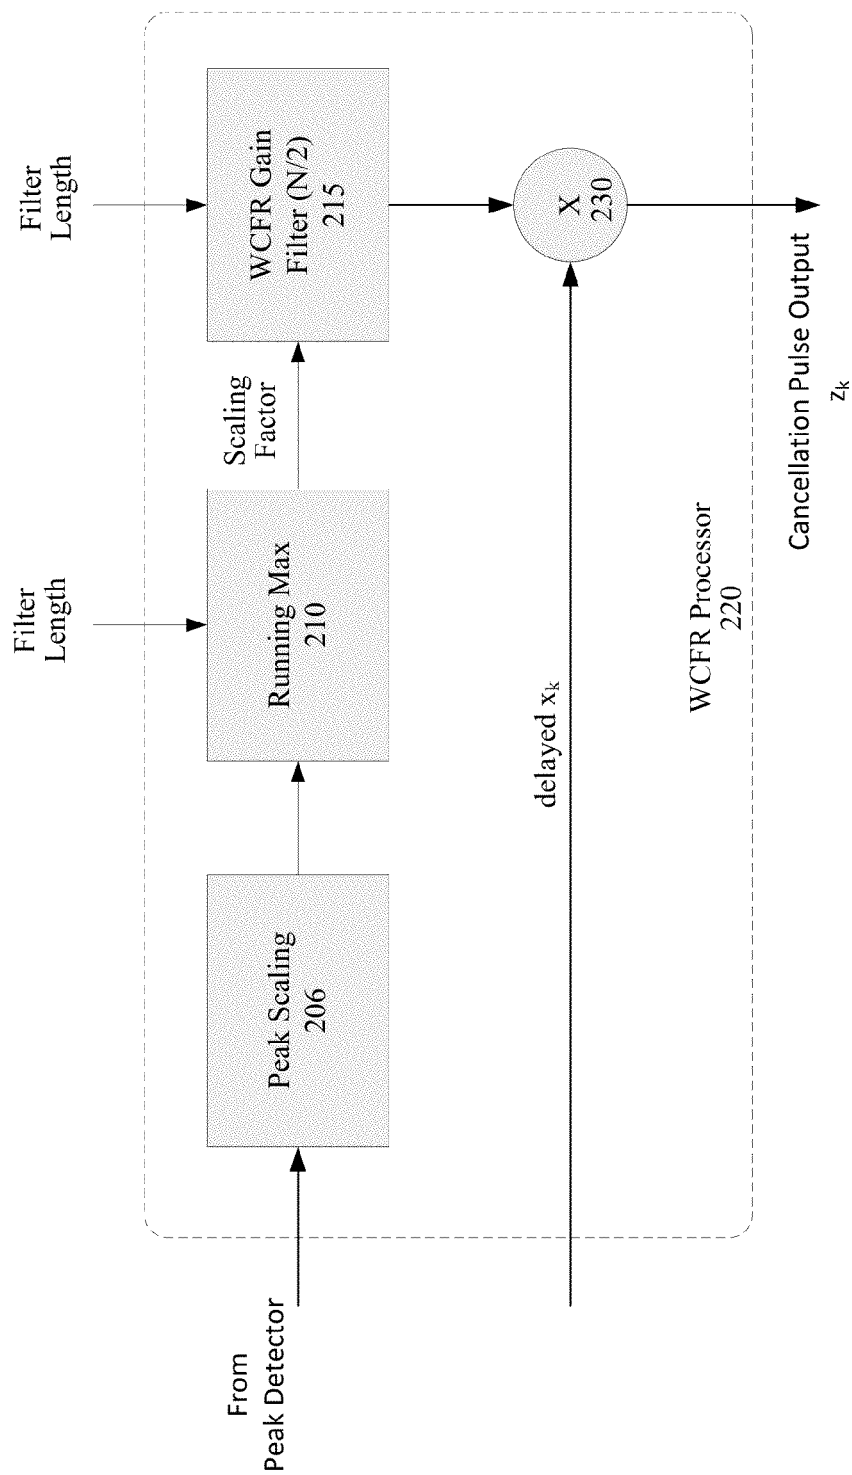 Filter
Length
Filter
Length
From
Peak Detector
Peak Scaling
206
Running Max
210
Scaling
Factor
WCFR Gain
Filter (N/2)
215
delayed xₖ
X
230
WCFR Processor
220
Cancellation Pulse Output
zₖ